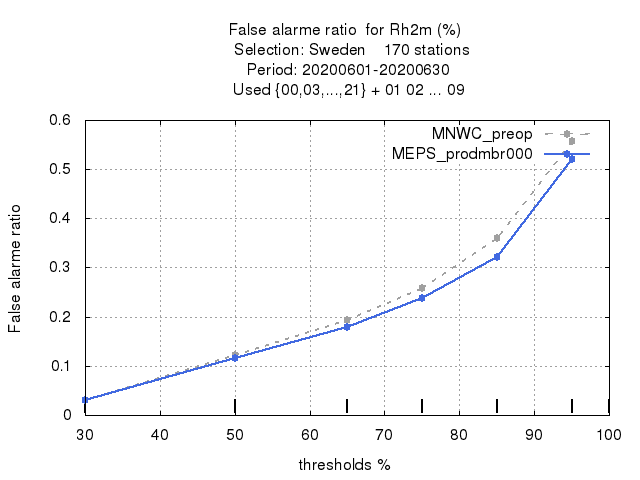 False alarme ratio  for Rh2m (%)
Selection: Sweden    170 stations
Period: 20200601-20200630
Used {00,03,...,21} + 01 02 ... 09
MNWC_preop
MEPS_prodmbr000
False alarme ratio
0.6
0.5
0.4
0.3
0.2
0.1
0
30 40 50 60 70 80 90 100
thresholds %